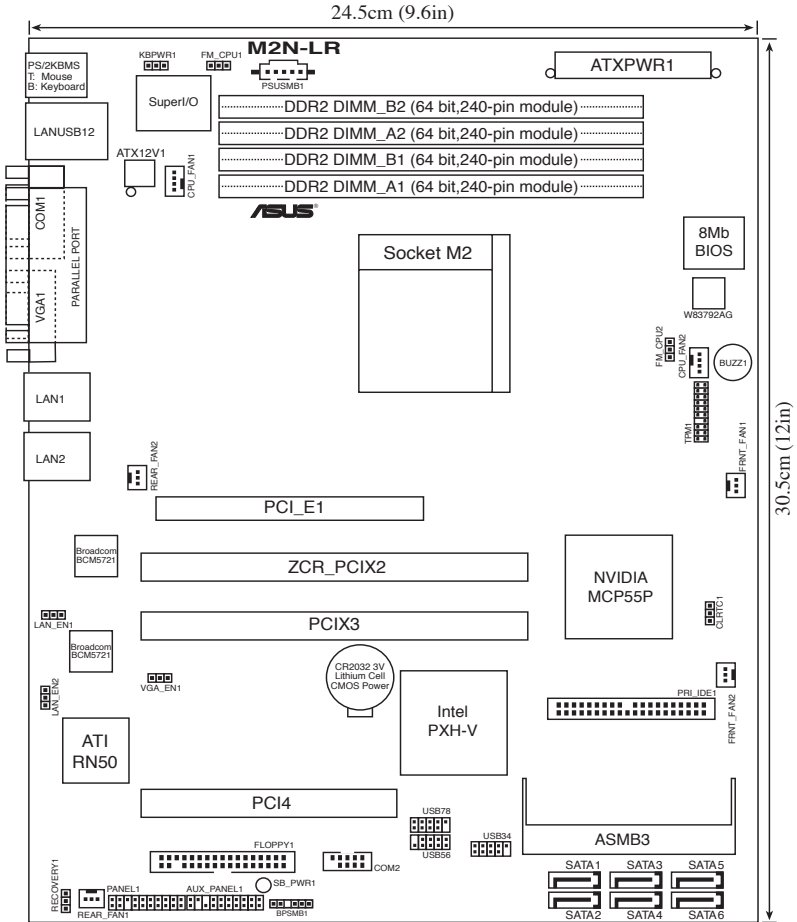 24.5cm (9.6in)
M2N-LR
PS/2KBMS
T: Mouse
B: Keyboard
KBPWR1
FM_CPU1
PSUSMB1
ATXPWR1
SuperI/O
LANUSB12
DDR2 DIMM_B2 (64 bit,240-pin module)
DDR2 DIMM_A2 (64 bit,240-pin module)
DDR2 DIMM_B1 (64 bit,240-pin module)
DDR2 DIMM_A1 (64 bit,240-pin module)
ATX12V1
CPU_FAN1
ASUS
COM1
PARALLEL PORT
VGA1
Socket M2
8Mb
BIOS
W83792AG
FM_CPU2
CPU_FAN2
BUZZ1
LAN1
LAN2
TPM1
FRNT_FAN1
30.5cm (12in)
REAR_FAN2
PCI_E1
Broadcom
BCM5721
ZCR_PCIX2
NVIDIA
MCP55P
LAN_EN1
PCIX3
CLRTC1
Broadcom
BCM5721
CR2032 3V
Lithium Cell
CMOS Power
VGA_EN1
LAN_EN2
PRI_IDE1
FRNT_FAN2
Intel
PXH-V
ATI
RN50
PCI4
USB78
USB56
USB34
ASMB3
FLOPPY1
COM2
RECOVERY1
PANEL1
AUX_PANEL1
SB_PWR1
SATA1
SATA3
SATA5
REAR_FAN1
BPSMB1
SATA2
SATA4
SATA6